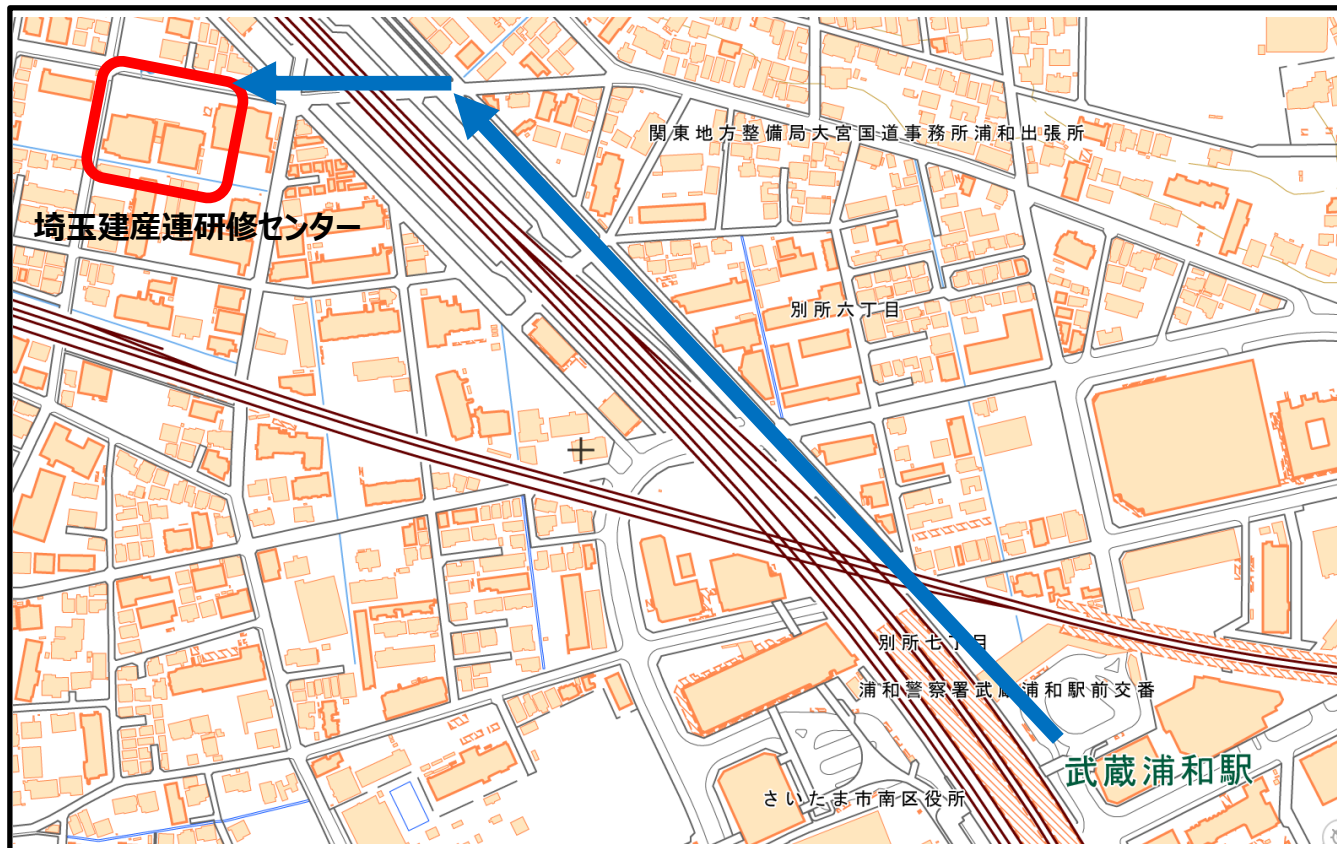 関東地方整備局大宮国道事務所浦和出張所
埼玉建産連研修センター
別所六丁目
別所七丁目
浦和警察署武蔵浦和駅前交番
武蔵浦和駅
さいたま市南区役所